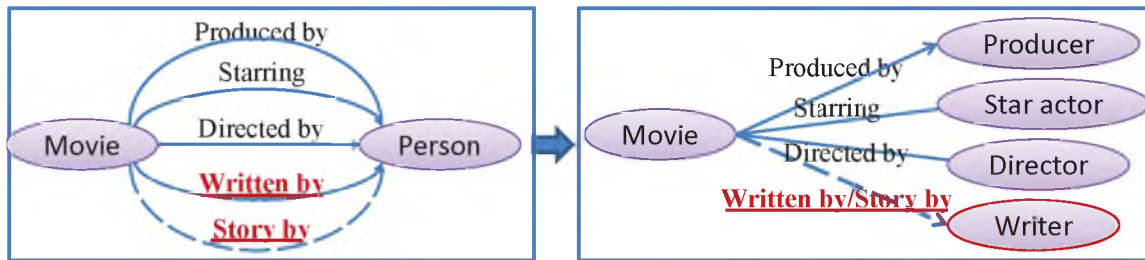 Produced by
Starring
Directed by
Movie
Person
Written by
Story by
Producer
Produced by
Starring
Star actor
Movie
Directed by
Director
Written by/Story by
Writer